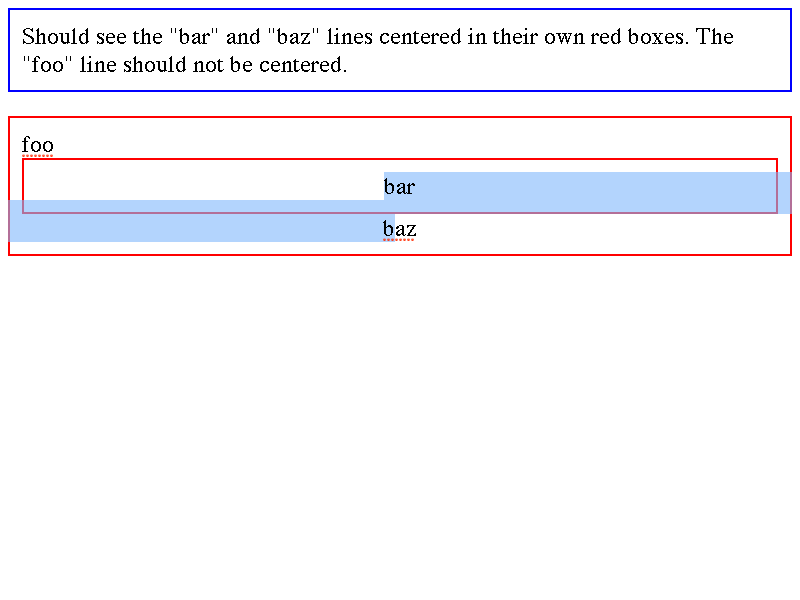 Should see the "bar" and "baz" lines centered in their own red boxes. The
"foo" line should not be centered.
foo
bar
baz